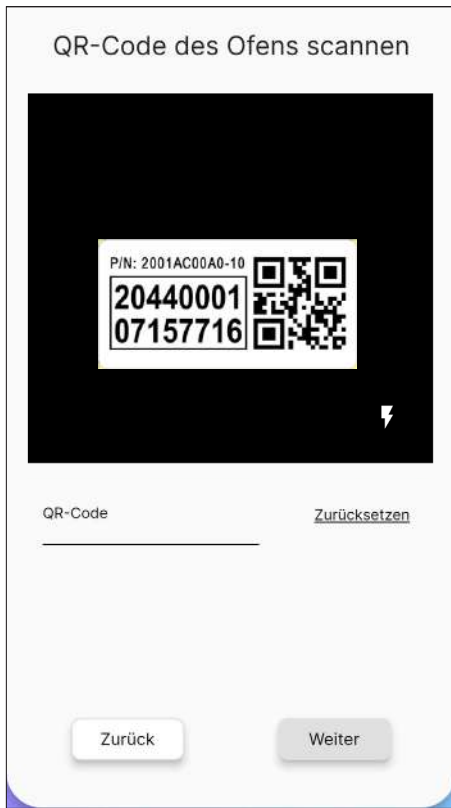 QR-Code des Ofens scannen
P/N: 2001AC00A0-10
20440001
07157716
QR-Code
Zurücksetzen
Zurück
Weiter